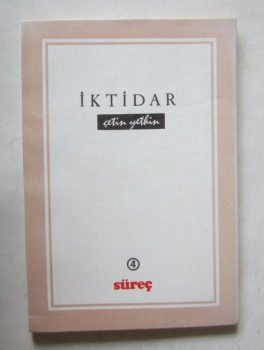 İKTİDAR
çetin yetkin
4
süreç